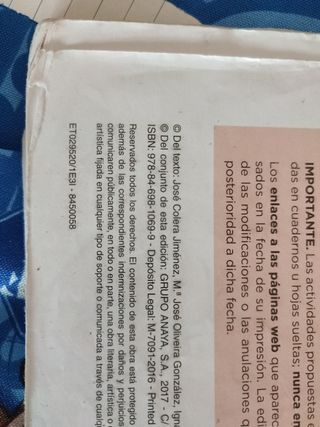 IMPORTANTE. Las actividades propuestas
das en cuadernos u hojas sueltas, nunca en
Los enlaces a las páginas web que aparec
sados en la fecha de su impresión. La edi
de las modificaciones o las anulaciones q
posterioridad a dicha fecha.
© Del texto: José Colera Jiménez, M.ª José Oliveira González, Igna
© Del conjunto de esta edición: GRUPO ANAYA, S.A., 2017 - C/
ISBN: 978-84-698-1069-9 - Depósito Legal: M-7091-2016 - Printed
Reservados todos los derechos. El contenido de esta obra está protegido
además de las correspondientes indemnizaciones por daños y perjuicios
comunicaren públicamente, en todo o en parte, una obra literaria, artística o
artística fijada en cualquier tipo de soporte o comunicada a través de cualq
ET029520/1E3I - 8450058